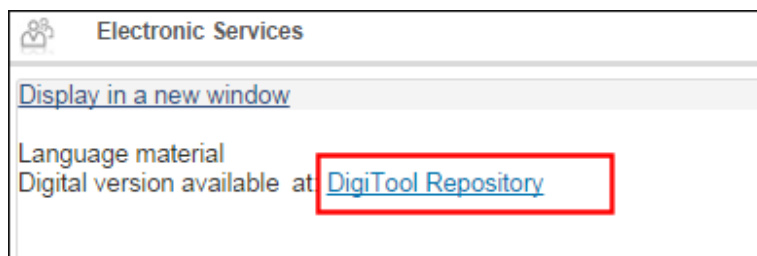 Electronic Services
Display in a new window
Language material
Digital version available at: DigiTool Repository